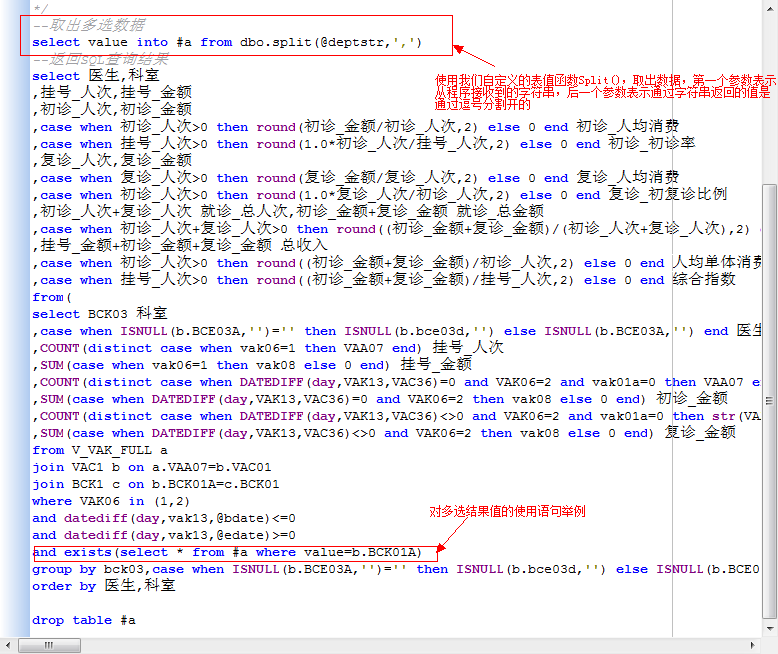 */
--取出多选数据
select value into #a from dbo.split(@deptstr,',')
--返回SQL查询结果
select 医生,科室
使用我们自定义的表值函数Split(),取出数据,第一个参数表示
从程序接收到的字符串,后一个参数表示通过字符串返回的值是
通过逗号分割开的
,挂号_人次,挂号_金额
,初诊_人次,初诊_金额
,case when 初诊_人次>0 then round(初诊_金额/初诊_人次,2) else 0 end 初诊_人均消费
,case when 挂号_人次>0 then round(1.0*初诊_人次/挂号_人次,2) else 0 end 初诊_初诊率
,复诊_人次,复诊_金额
,case when 复诊_人次>0 then round(复诊_金额/复诊_人次,2) else 0 end 复诊_人均消费
,case when 初诊_人次>0 then round(1.0*复诊_人次/初诊_人次,2) else 0 end 复诊_初复诊比例
,初诊_人次+复诊_人次 就诊_总人次,初诊_金额+复诊_金额 就诊_总金额
,case when 初诊_人次+复诊_人次>0 then round((初诊_金额+复诊_金额)/(初诊_人次+复诊_人次),2)
,挂号_金额+初诊_金额+复诊_金额 总收入
,case when 初诊_人次>0 then round((初诊_金额+复诊_金额)/初诊_人次,2) else 0 end 人均单体消费
,case when 挂号_人次>0 then round((初诊_金额+复诊_金额)/挂号_人次,2) else 0 end 综合指数
from(
select BCK03 科室
,case when ISNULL(b.BCE03A,'')='' then ISNULL(b.bce03d,'') else ISNULL(b.BCE03A,'') end 医生
,COUNT(distinct case when vak06=1 then VAA07 end) 挂号_人次
,SUM(case when vak06=1 then vak08 else 0 end) 挂号_金额
,COUNT(distinct case when DATEDIFF(day,VAK13,VAC36)=0 and VAK06=2 and vak01a=0 then VAA07 e
,SUM(case when DATEDIFF(day,VAK13,VAC36)=0 and VAK06=2 then vak08 else 0 end) 初诊_金额
,COUNT(distinct case when DATEDIFF(day,VAK13,VAC36)<>0 and VAK06=2 and vak01a=0 then str(VA
,SUM(case when DATEDIFF(day,VAK13,VAC36)<>0 and VAK06=2 then vak08 else 0 end) 复诊_金额
from V_VAK_FULL a
join VAC1 b on a.VAA07=b.VAC01
join BCK1 c on b.BCK01A=c.BCK01
where VAK06 in (1,2)
and datediff(day,vak13,@bdate)<=0
对多选结果值的使用语句举例
and datediff(day,vak13,@edate)>=0
and exists(select * from #a where value=b.BCK01A)
group by bck03,case when ISNULL(b.BCE03A,'')='' then ISNULL(b.bce03d,'') else ISNULL(b.BCE0
order by 医生,科室
drop table #a